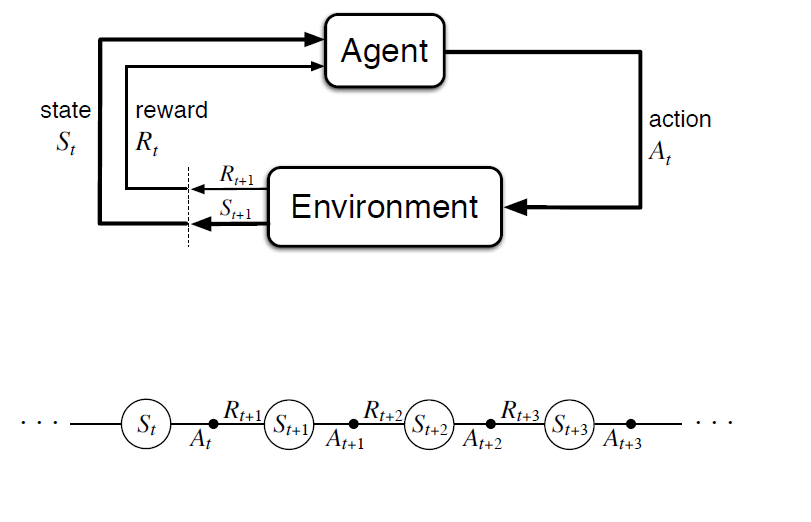 Agent
state
S_t
reward
R_t
action
A_t
R_{t+1}
S_{t+1}
Environment
· · · S_t A_t R_{t+1} S_{t+1} A_{t+1} R_{t+2} S_{t+2} A_{t+2} R_{t+3} S_{t+3} A_{t+3} · · ·